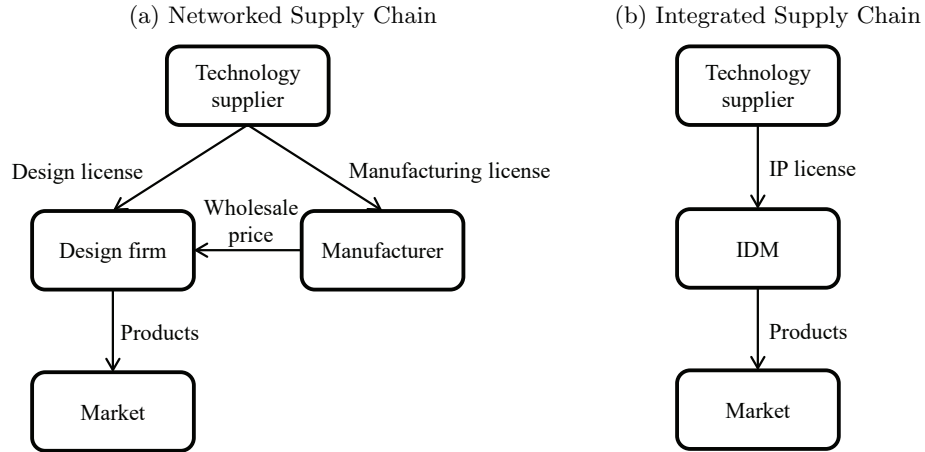 (a) Networked Supply Chain
Technology
supplier
Design license
Manufacturing license
Design firm
Wholesale
price
Manufacturer
Products
Market
(b) Integrated Supply Chain
Technology
supplier
IP license
IDM
Products
Market